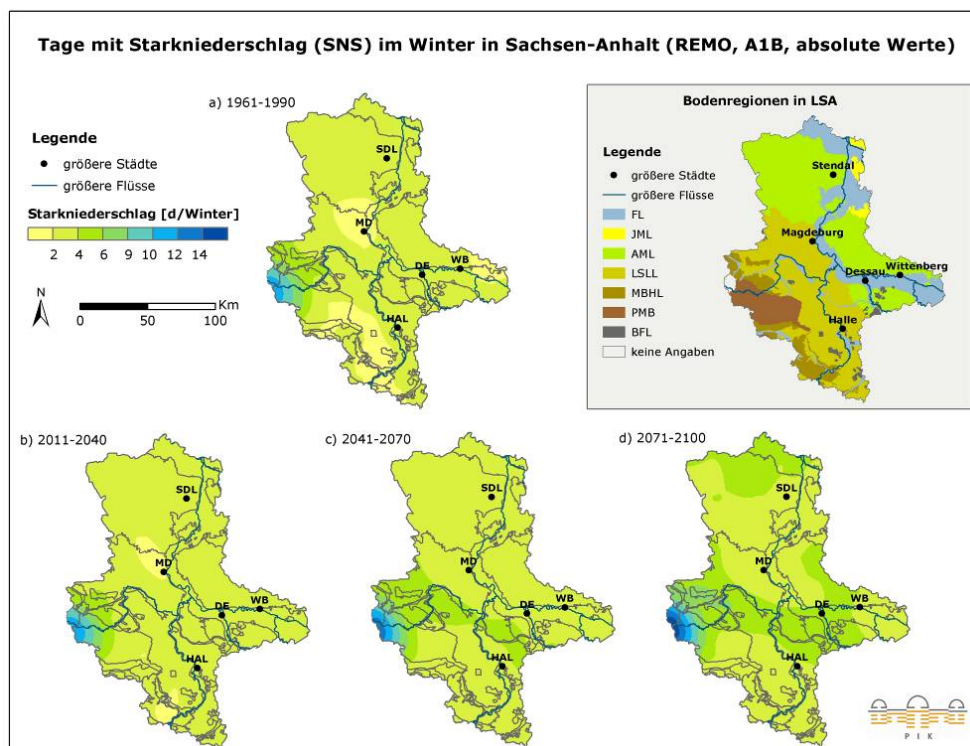 Tage mit Starkniederschlag (SNS) im Winter in Sachsen-Anhalt (REMO, A1B, absolute Werte)
a) 1961-1990
Legende
größere Städte
größere Flüsse
Starkniederschlag [d/Winter]
2 4 6 9 10 12 14
N
Km
0 50 100
SDL
MD
DE
WB
HAL
Bodenregionen in LSA
Legende
größere Städte
größere Flüsse
FL
JML
AML
LSLL
MBHL
PMB
BFL
keine Angaben
Stendal
Magdeburg
Dessau
Wittenberg
Halle
b) 2011-2040
SDL
MD
DE
WB
HAL
c) 2041-2070
SDL
MD
DE
WB
HAL
d) 2071-2100
SDL
MD
DE
WB
HAL
P I K